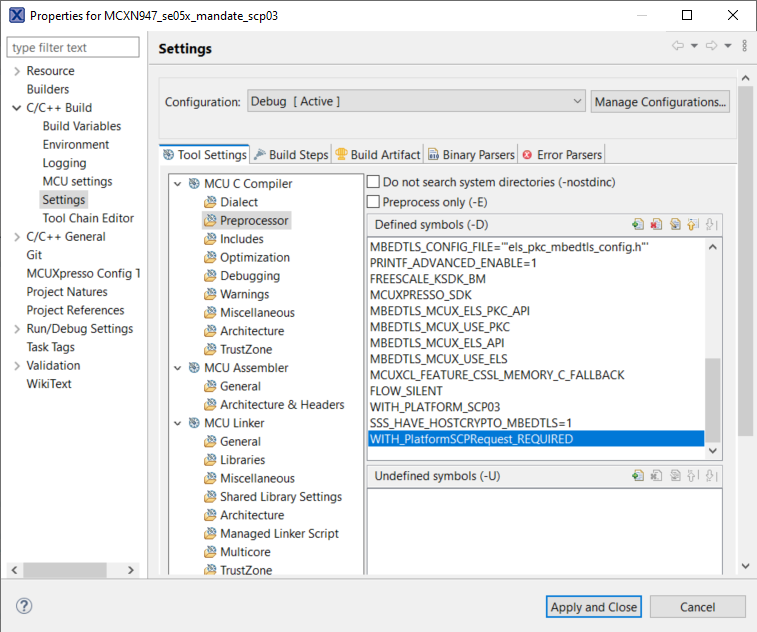 Properties for MCXN947_se05x_mandate_scp03
type filter text
Resource
Builders
C/C++ Build
Build Variables
Environment
Logging
MCU settings
Settings
Tool Chain Editor
C/C++ General
Git
MCUXpresso Config T
Project Natures
Project References
Run/Debug Settings
Task Tags
Validation
WikiText
Settings
Configuration:
Debug [ Active ]
Manage Configurations...
Tool Settings
Build Steps
Build Artifact
Binary Parsers
Error Parsers
MCU C Compiler
Dialect
Preprocessor
Includes
Optimization
Debugging
Warnings
Miscellaneous
Architecture
TrustZone
MCU Assembler
General
Architecture & Headers
MCU Linker
General
Libraries
Miscellaneous
Shared Library Settings
Architecture
Managed Linker Script
Multicore
TrustZone
Do not search system directories (-nostdinc)
Preprocess only (-E)
Defined symbols (-D)
MBEDTLS_CONFIG_FILE='"els_pkc_mbedtls_config.h"'
PRINTF_ADVANCED_ENABLE=1
FREESCALE_KSDK_BM
MCUXPRESSO_SDK
MBEDTLS_MCUX_ELS_PKC_API
MBEDTLS_MCUX_USE_PKC
MBEDTLS_MCUX_ELS_API
MBEDTLS_MCUX_USE_ELS
MCUXCL_FEATURE_CSSL_MEMORY_C_FALLBACK
FLOW_SILENT
WITH_PLATFORM_SCP03
SSS_HAVE_HOSTCRYPTO_MBEDTLS=1
WITH_PlatformSCPRequest_REQUIRED
Undefined symbols (-U)
Apply and Close
Cancel